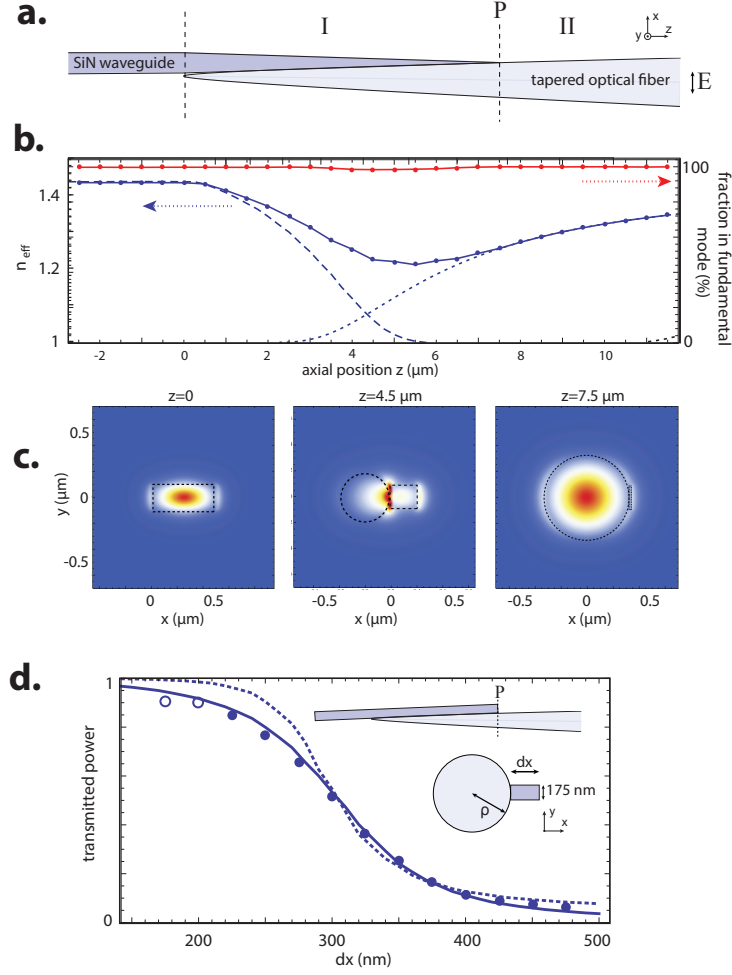 a.
I
P
II
x
y
z
SiN waveguide
tapered optical fiber
E
b.
1.4
1.2
1
n eff
100
0
fraction in fundamental
mode (%)
-2
0
2
4
6
8
10
axial position z (μm)
c.
z=0
z=4.5 μm
z=7.5 μm
0.5
0
-0.5
y (μm)
0
0.5
-0.5
0
0.5
-0.5
0
0.5
x (μm)
x (μm)
x (μm)
d.
1
0
transmitted power
P
dx
175 nm
ρ
y
x
200
300
400
500
dx (nm)